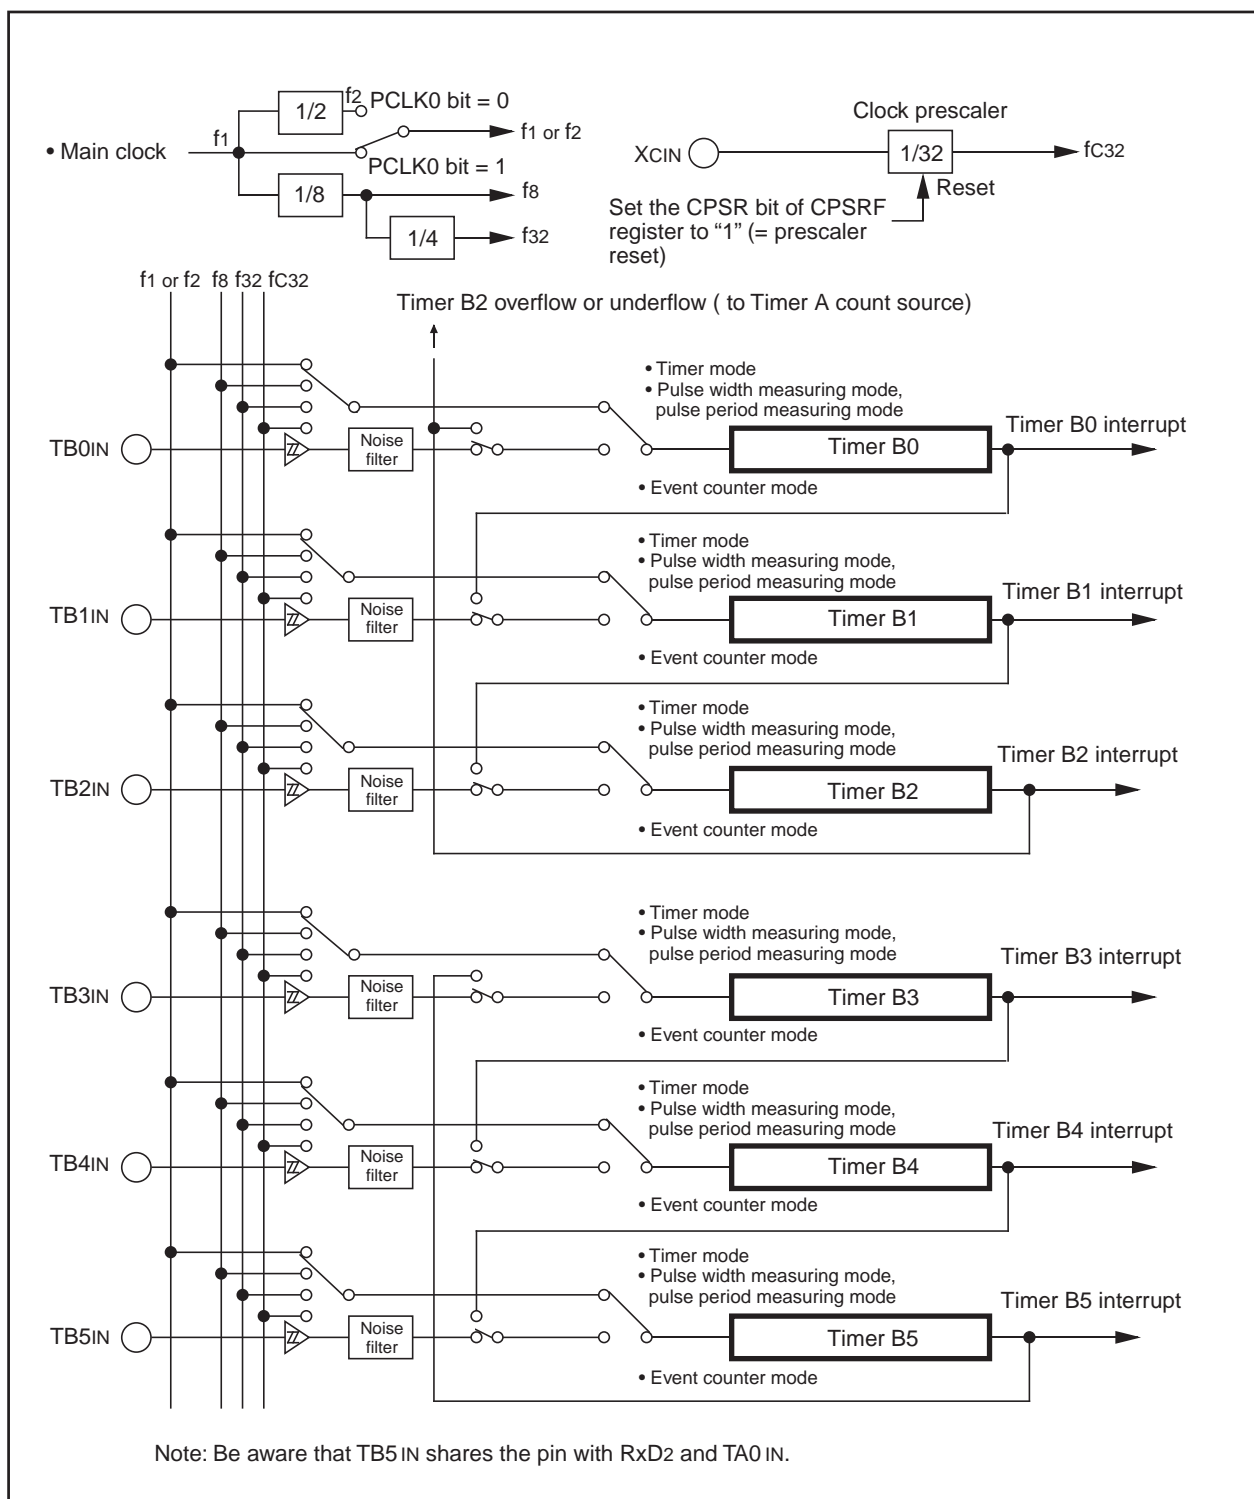 f2
PCLK0 bit = 0
1/2
f1
f1 or f2
• Main clock
PCLK0 bit = 1
1/8
f8
1/4
f32
Clock prescaler
XCIN
1/32
fC32
Reset
Set the CPSR bit of CPSRF
register to “1” (= prescaler
reset)
f1 or f2 f8 f32 fC32
Timer B2 overflow or underflow ( to Timer A count source)
• Timer mode
• Pulse width measuring mode,
pulse period measuring mode
Timer B0 interrupt
TB0IN
Noise
filter
Timer B0
• Event counter mode
• Timer mode
• Pulse width measuring mode,
pulse period measuring mode
Timer B1 interrupt
TB1IN
Noise
filter
Timer B1
• Event counter mode
• Timer mode
• Pulse width measuring mode,
pulse period measuring mode
Timer B2 interrupt
TB2IN
Noise
filter
Timer B2
• Event counter mode
• Timer mode
• Pulse width measuring mode,
pulse period measuring mode
Timer B3 interrupt
TB3IN
Noise
filter
Timer B3
• Event counter mode
• Timer mode
• Pulse width measuring mode,
pulse period measuring mode
Timer B4 interrupt
TB4IN
Noise
filter
Timer B4
• Event counter mode
• Timer mode
• Pulse width measuring mode,
pulse period measuring mode
Timer B5 interrupt
TB5IN
Noise
filter
Timer B5
• Event counter mode
Note: Be aware that TB5 IN shares the pin with RxD2 and TA0 IN.